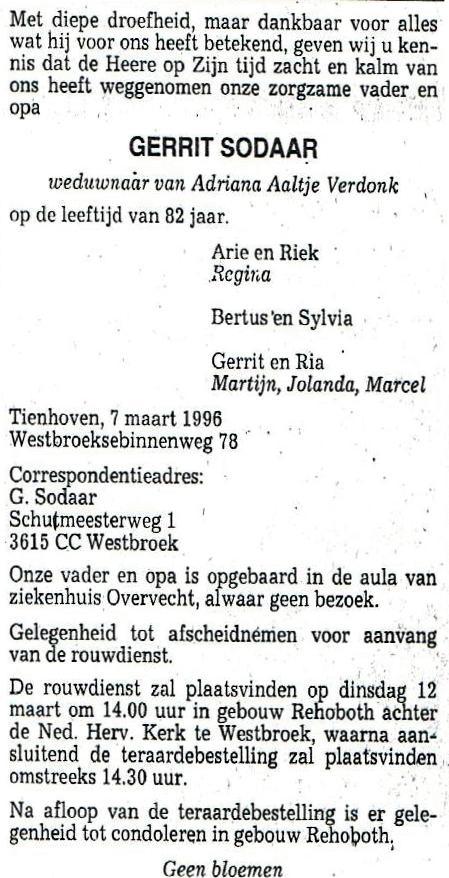 Met diepe droefheid, maar dankbaar voor alles
wat hij voor ons heeft betekend, geven wij u ken-
nis dat de Heere op Zijn tijd zacht en kalm van
ons heeft weggenomen onze zorgzame vader en
opa
GERRIT SODAAR
weduwnaar van Adriana Aaltje Verdonk
op de leeftijd van 82 jaar.
Arie en Riek
Regina
Bertus en Sylvia
Gerrit en Ria
Martijn, Jolanda, Marcel
Tienhoven, 7 maart 1996
Westbroeksebinnenweg 78
Correspondentieadres:
G. Sodaar
Schutmeesterweg 1
3615 CC Westbroek
Onze vader en opa is opgebaard in de aula van
ziekenhuis Overvecht, alwaar geen bezoek.
Gelegenheid tot afscheidnemen voor aanvang
van de rouwdienst.
De rouwdienst zal plaatsvinden op dinsdag 12
maart om 14.00 uur in gebouw Rehoboth achter
de Ned. Herv. Kerk te Westbroek, waarna aan-
sluitend de teraardebestelling zal plaatsvinden
omstreeks 14.30 uur.
Na afloop van de teraardebestelling is er gele-
genheid tot condoleren in gebouw Rehoboth.
Geen bloemen